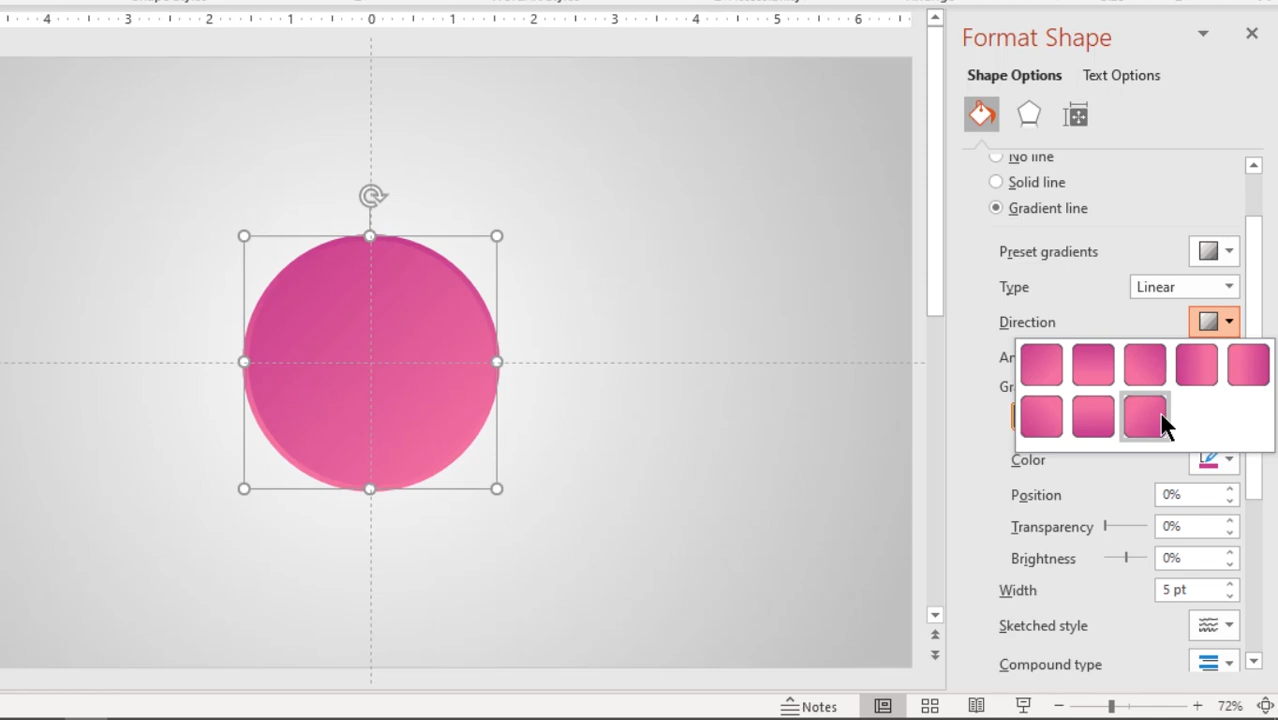 4 3 2 1 0 1 2 3 4 5 6
Format Shape
Shape Options Text Options
No line
Solid line
Gradient line
Preset gradients
Type Linear
Direction
An
Gr
Color
Position 0%
Transparency 0%
Brightness 0%
Width 5 pt
Sketched style
Compound type
Notes
72%